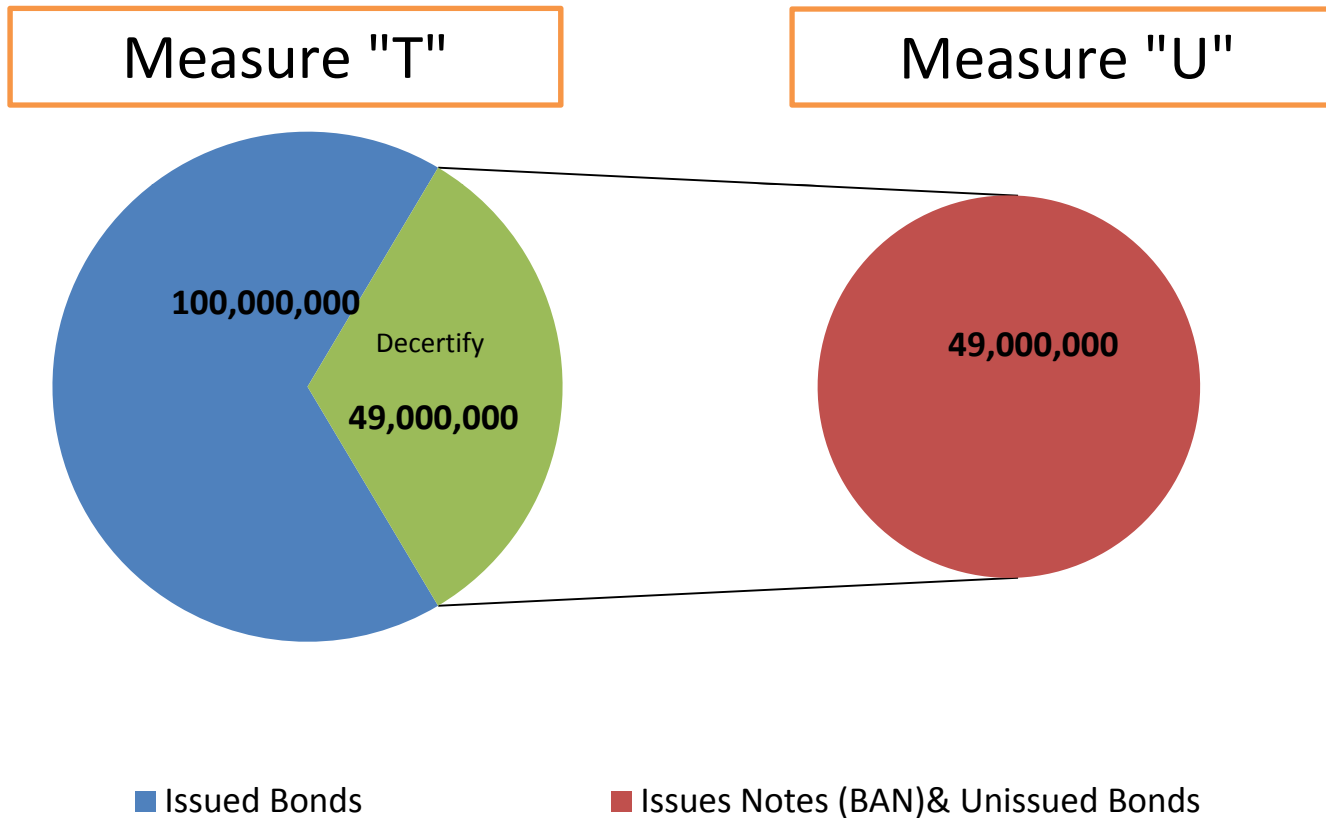 Measure "T"
Measure "U"
100,000,000
Decertify
49,000,000
49,000,000
Issued Bonds
Issues Notes (BAN)& Unissued Bonds